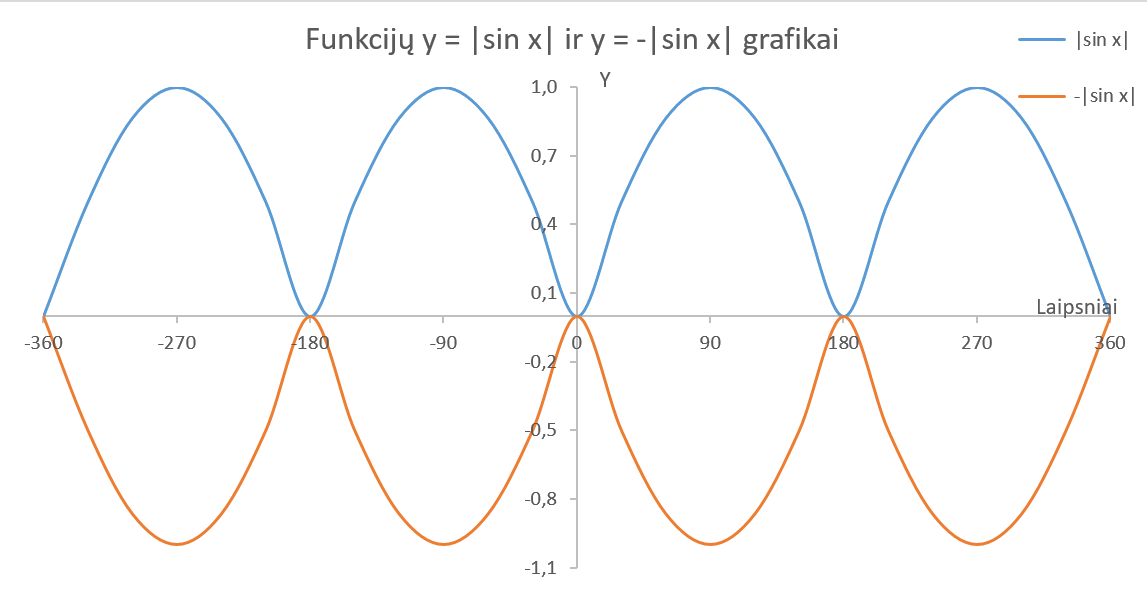 Funkcijų y = |sin x| ir y = -|sin x| grafikai
|sin x|
-|sin x|
Y
1,0
0,7
0,4
0,1
-0,2
-0,5
-0,8
-1,1
Laipsniai
-360 -270 -180 -90 0 90 180 270 360